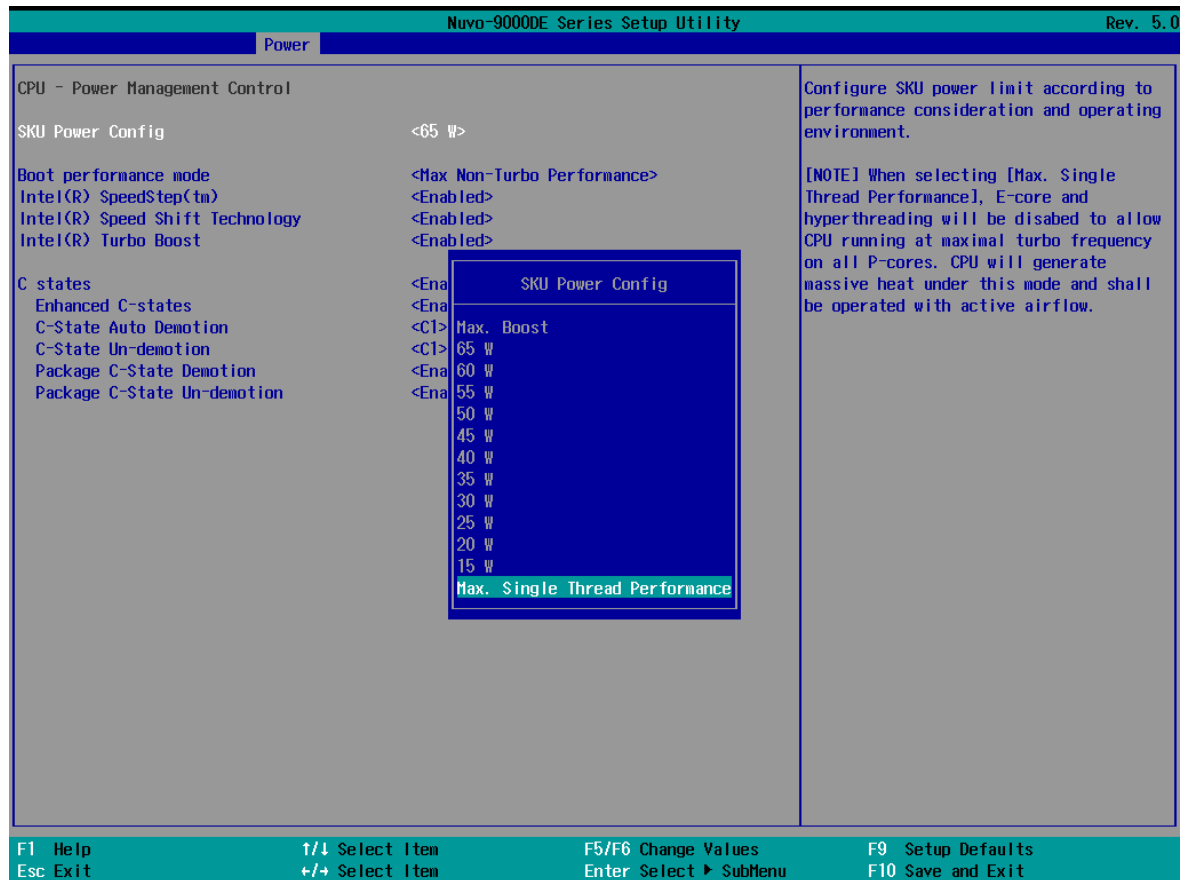 Nuvo-9000DE Series Setup Utility Rev. 5.0
Power
CPU - Power Management Control
SKU Power Config <65 W>
Boot performance mode <Max Non-Turbo Performance>
Intel(R) SpeedStep(tm) <Enabled>
Intel(R) Speed Shift Technology <Enabled>
Intel(R) Turbo Boost <Enabled>
C states <Ena
Enhanced C-states <Ena
C-State Auto Demotion <C1>
C-State Un-demotion <C1>
Package C-State Demotion <Ena
Package C-State Un-demotion <Ena
SKU Power Config
Max. Boost
65 W
60 W
55 W
50 W
45 W
40 W
35 W
30 W
25 W
20 W
15 W
Max. Single Thread Performance
Configure SKU power limit according to
performance consideration and operating
environment.
[NOTE] When selecting [Max. Single
Thread Performance], E-core and
hyperthreading will be disabed to allow
CPU running at maximal turbo frequency
on all P-cores. CPU will generate
massive heat under this mode and shall
be operated with active airflow.
F1 Help ↑/↓ Select Item F5/F6 Change Values F9 Setup Defaults
Esc Exit ←/→ Select Item Enter Select ► SubMenu F10 Save and Exit